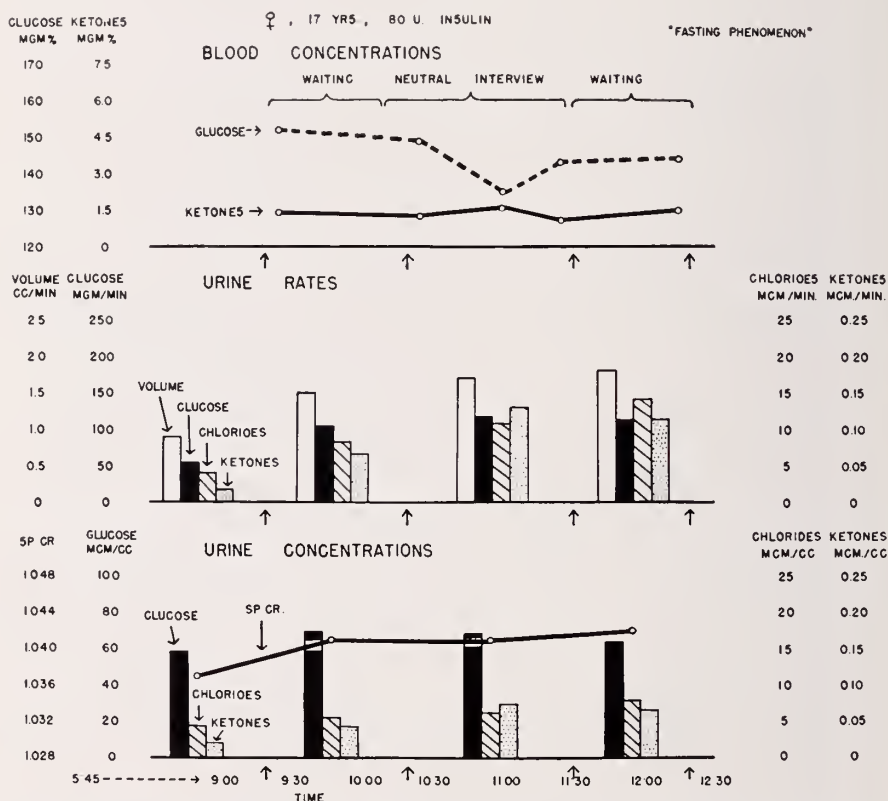 ♀ , 17 YRS , 80 U. INSULIN
"FASTING PHENOMENON"
GLUCOSE KETONES
MGM % MGM %
BLOOD CONCENTRATIONS
170 7.5
WAITING NEUTRAL INTERVIEW WAITING
160 6.0
150 4.5
GLUCOSE→
140 3.0
130 1.5
KETONES →
120 0
VOLUME GLUCOSE
CC/MIN MGM/MIN
URINE RATES
CHLORIDES KETONES
MCM/MIN. MCM./MIN.
2.5 250 25 0.25
2.0 200 20 0.20
1.5 150 15 0.15
VOLUME
GLUCOSE
1.0 100 10 0.10
CHLORIDES
KETONES
0.5 50 5 0.05
0 0 0 0
SP CR GLUCOSE
MCM/CC
URINE CONCENTRATIONS
CHLORIDES KETONES
MCM./CC MCM./CC
1.048 100 25 0.25
1.044 80 20 0.20
GLUCOSE SP CR.
1.040 60 15 0.15
1.036 40 10 0.10
CHLORIDES
KETONES
1.032 20 5 0.05
1.028 0 0 0
5:45 9:00 9:30 10:00 10:30 11:00 11:30 12:00 12:30
TIME